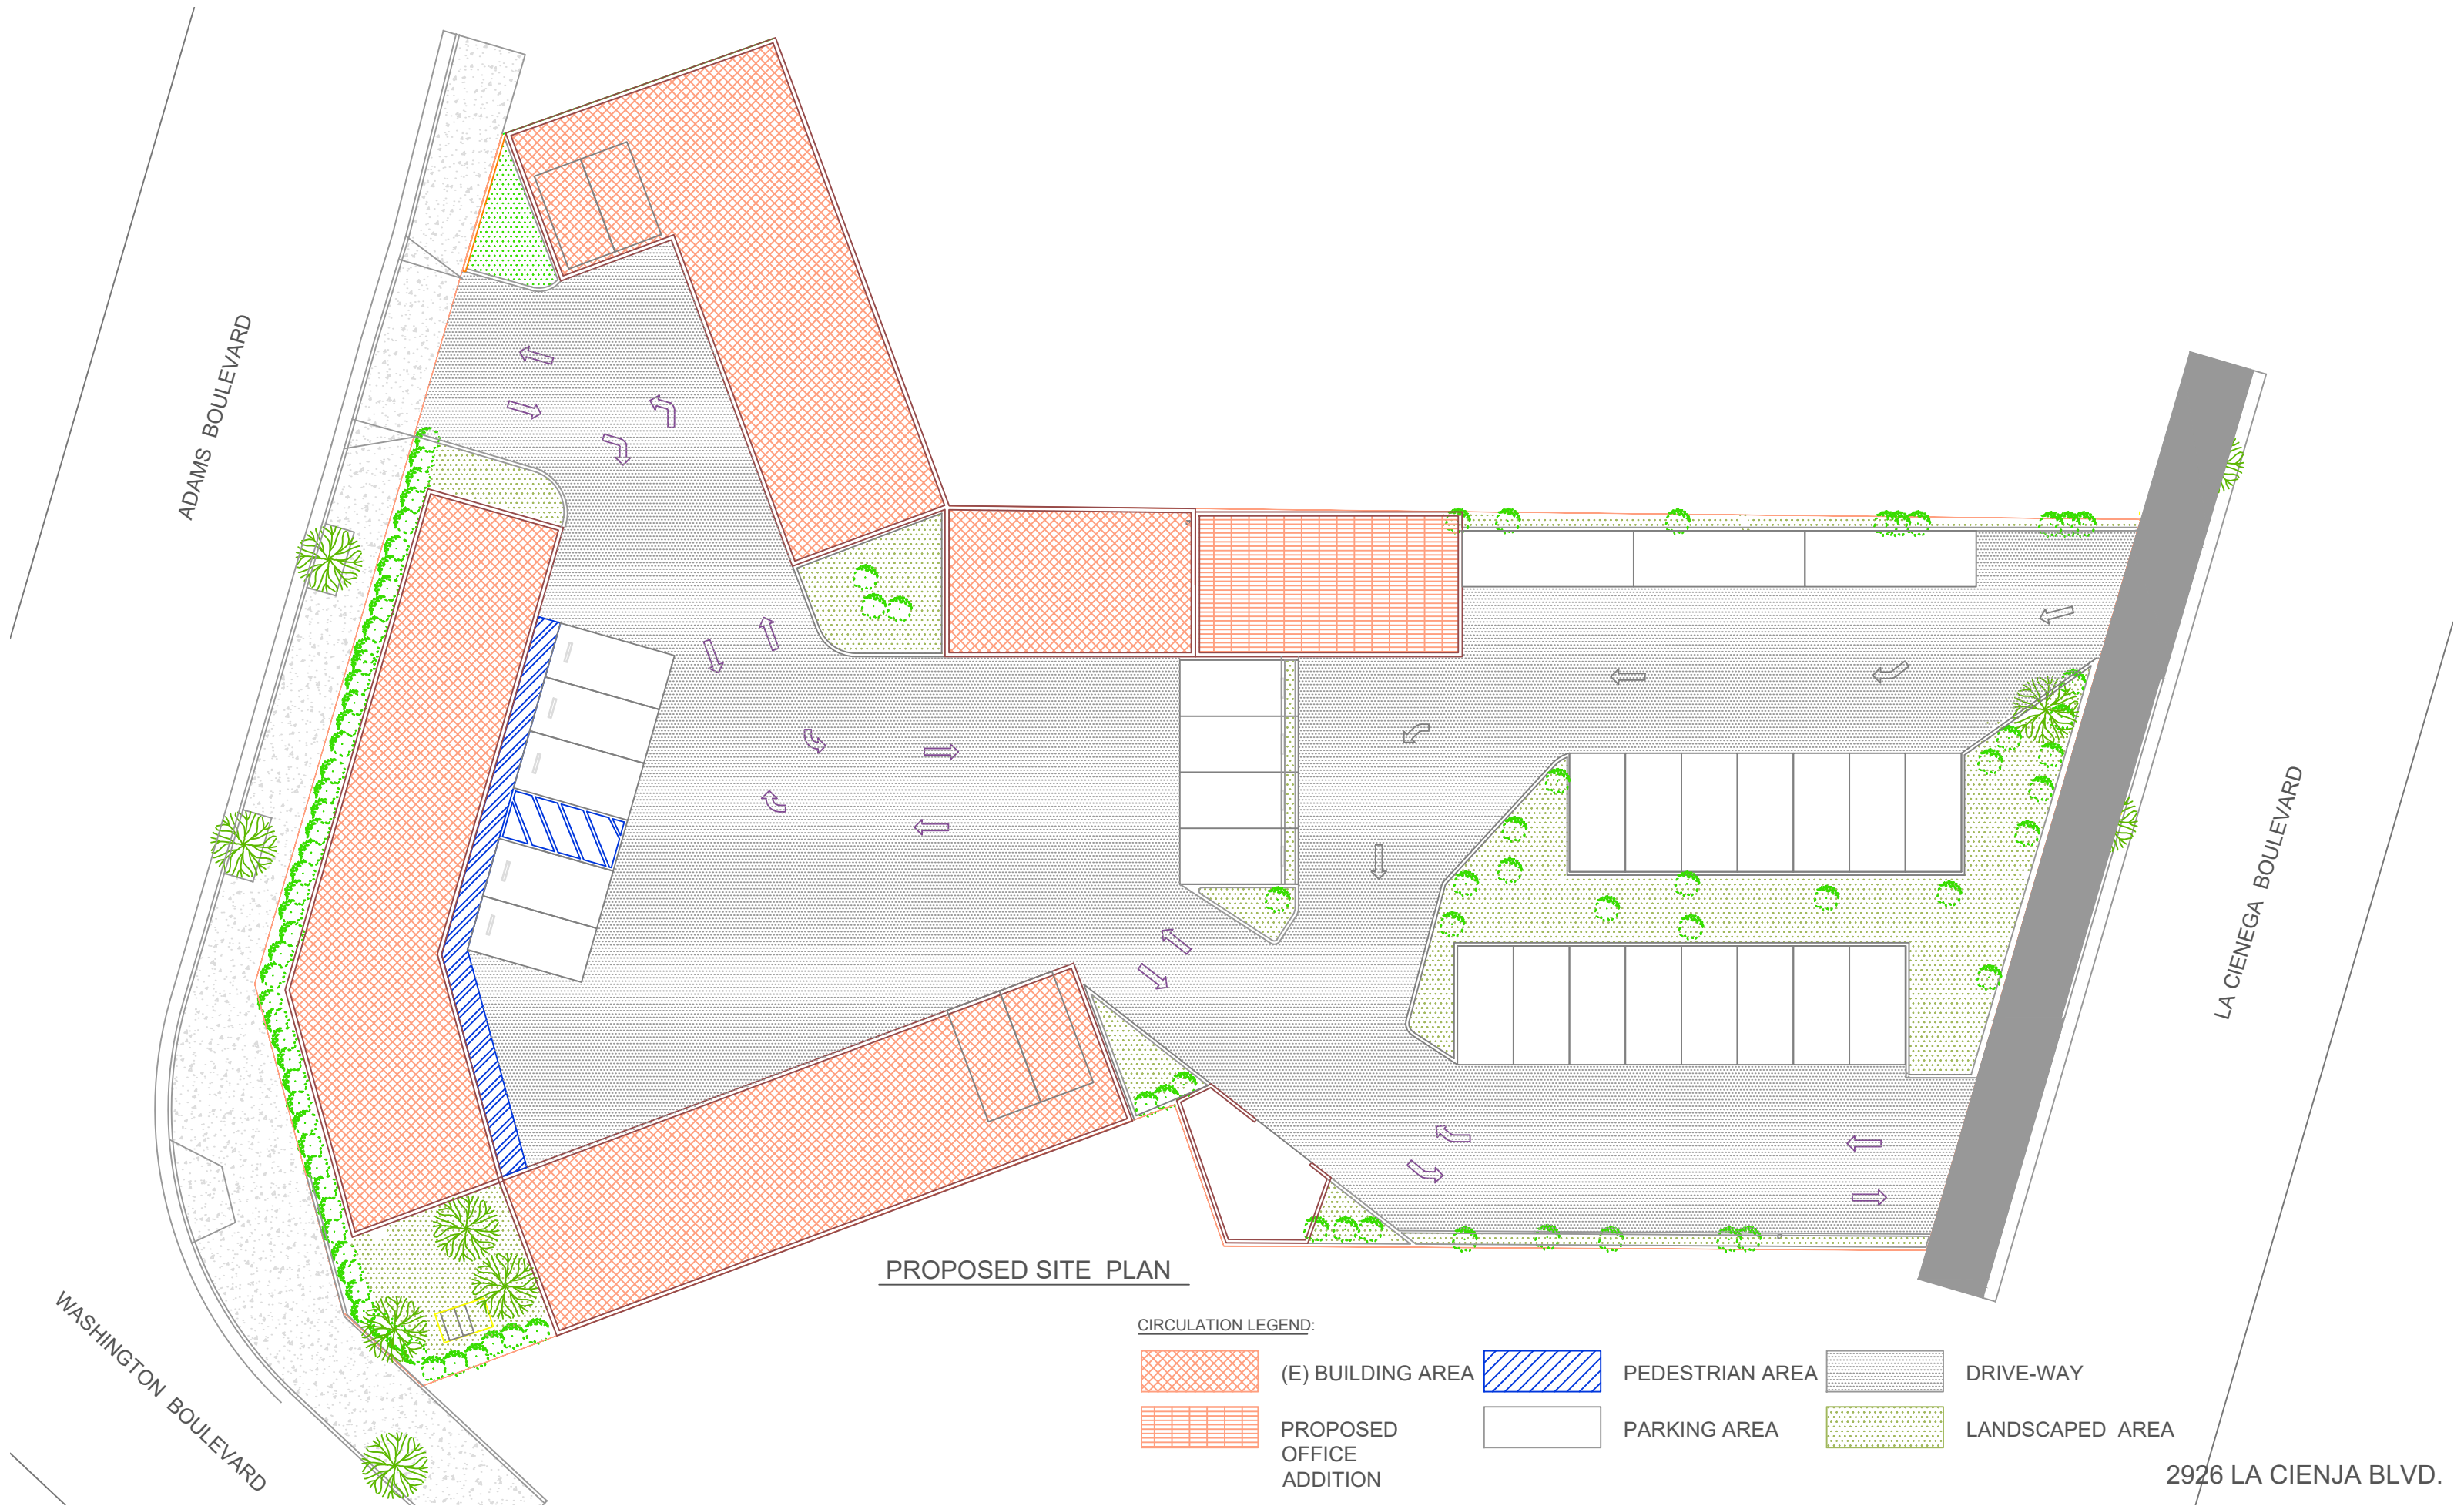 ADAMS BOULEVARD
LA CIENEGA BOULEVARD
WASHINGTON BOULEVARD
PROPOSED SITE PLAN
CIRCULATION LEGEND:
(E) BUILDING AREA
PEDESTRIAN AREA
DRIVE-WAY
PROPOSED
OFFICE
ADDITION
PARKING AREA
LANDSCAPED AREA
2926 LA CIENJA BLVD.